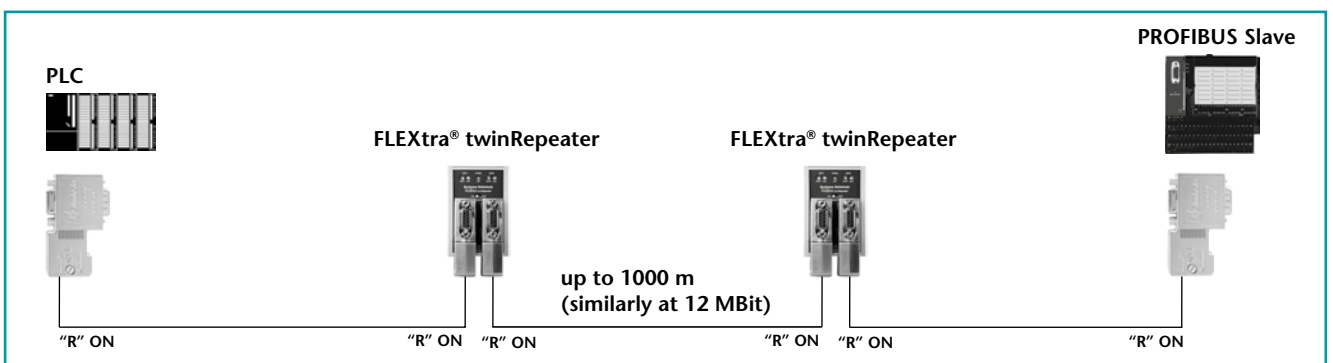 PROFIBUS Slave
PLC
FLEXtra® twinRepeater
FLEXtra® twinRepeater
up to 1000 m
(similarly at 12 MBit)
“R” ON
“R” ON
“R” ON
“R” ON
“R” ON
“R” ON